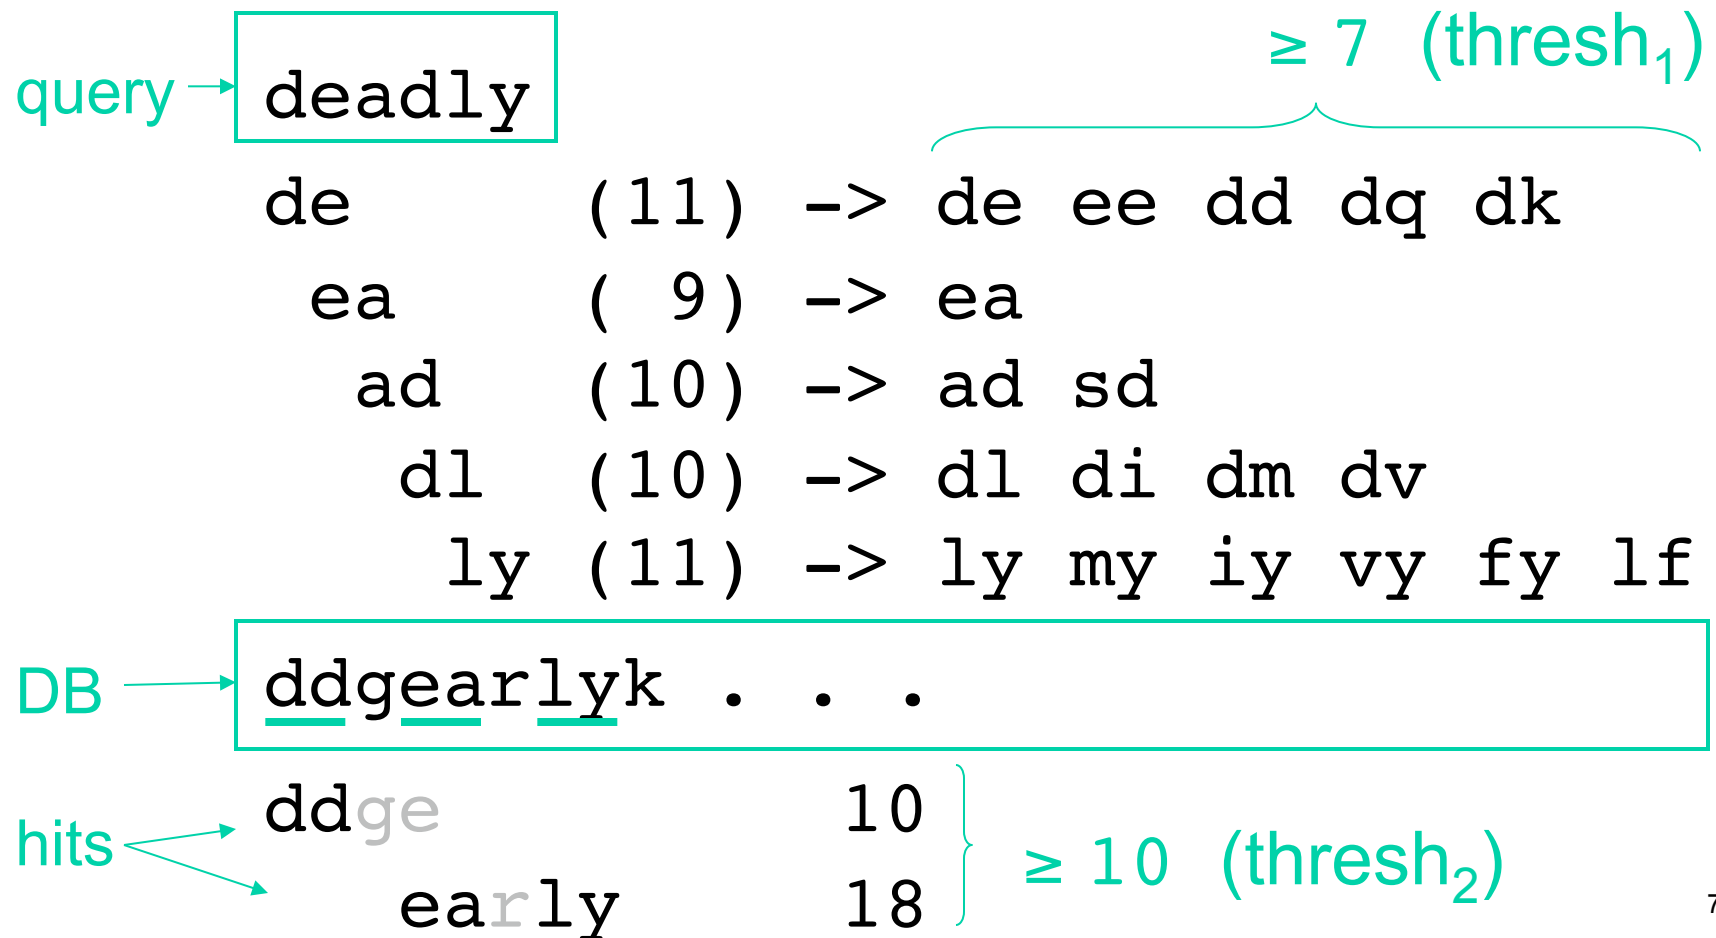 ≥ 7 (thresh₁)
query deadly
de (11) -> de ee dd dq dk
ea ( 9) -> ea
ad (10) -> ad sd
dl (10) -> dl di dm dv
ly (11) -> ly my iy vy fy lf
DB ddgearlyk . . .
ddge 10
hits ≥ 10 (thresh₂)
early 18
7